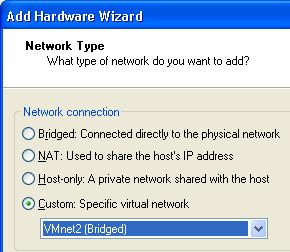 Add Hardware Wizard
Network Type
What type of network do you want to add?
Network connection
Bridged: Connected directly to the physical network
NAT: Used to share the host's IP address
Host-only: A private network shared with the host
Custom: Specific virtual network
VMnet2 (Bridged)